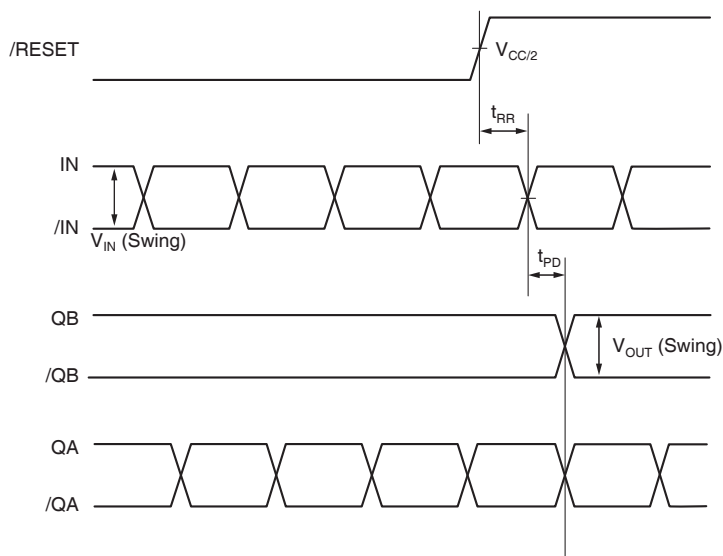 /RESET
VCC/2
tRR
IN
/IN
VIN (Swing)
tPD
QB
VOUT (Swing)
/QB
QA
/QA